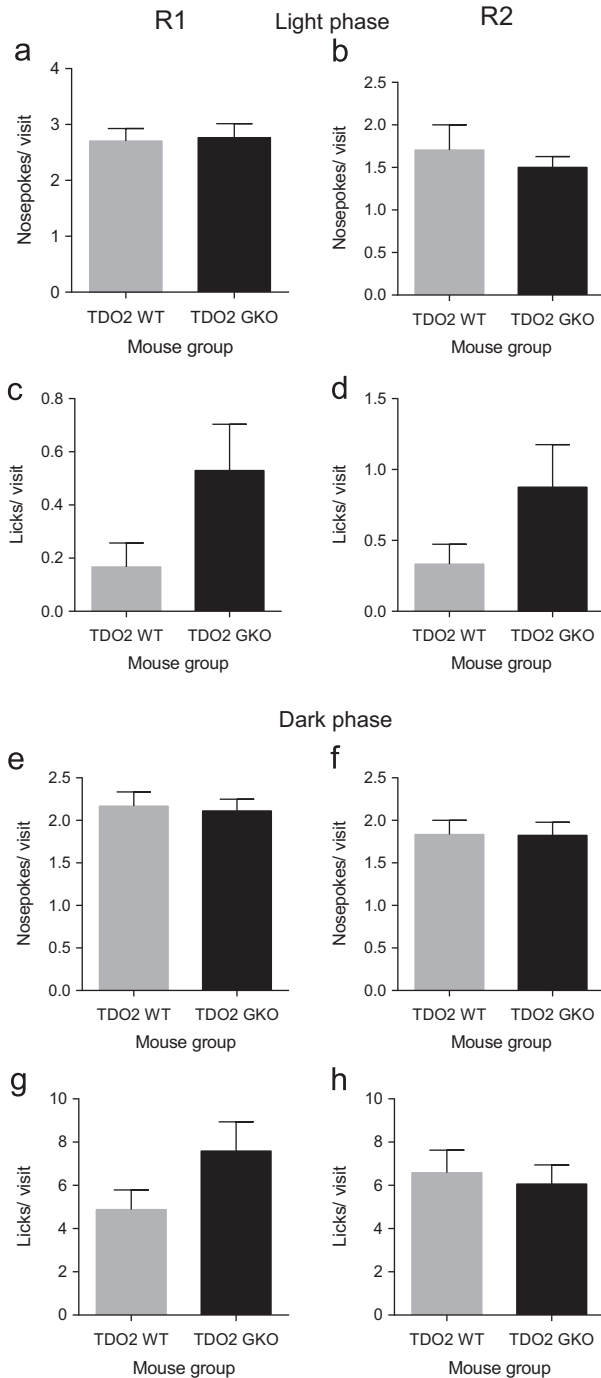 R1 Light phase R2
a
Nosepokes/ visit
4
3
2
1
0
TDO2 WT TDO2 GKO
Mouse group
b
Nosepokes/ visit
2.5
2.0
1.5
1.0
0.5
0.0
TDO2 WT TDO2 GKO
Mouse group
c
Licks/ visit
0.8
0.6
0.4
0.2
0.0
TDO2 WT TDO2 GKO
Mouse group
d
Licks/ visit
1.5
1.0
0.5
0.0
TDO2 WT TDO2 GKO
Mouse group
Dark phase
e
Nosepokes/ visit
2.5
2.0
1.5
1.0
0.5
0.0
TDO2 WT TDO2 GKO
Mouse group
f
Nosepokes/ visit
2.5
2.0
1.5
1.0
0.5
0.0
TDO2 WT TDO2 GKO
Mouse group
g
Licks/ visit
10
8
6
4
2
0
TDO2 WT TDO2 GKO
Mouse group
h
Licks/ visit
10
8
6
4
2
0
TDO2 WT TDO2 GKO
Mouse group